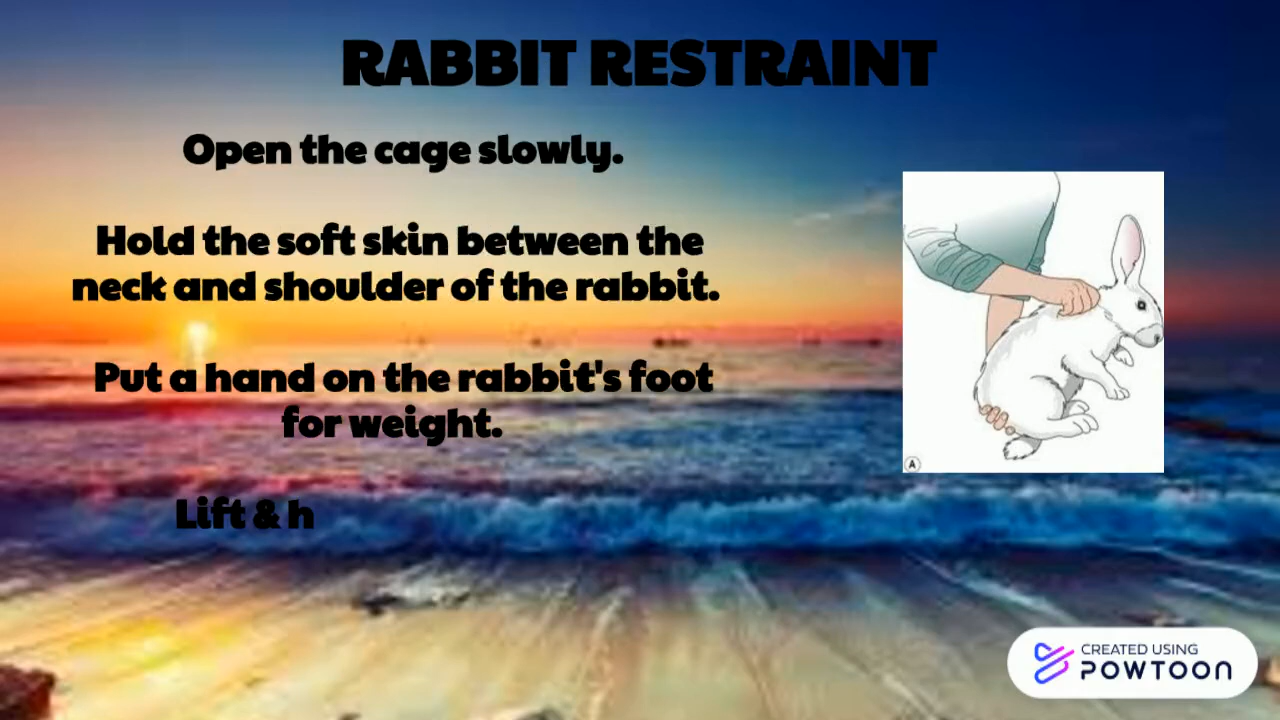 RABBIT RESTRAINT
Open the cage slowly.
Hold the soft skin between the
neck and shoulder of the rabbit.
Put a hand on the rabbit's foot
for weight.
Lift & h
A
CREATED USING
POWTOON